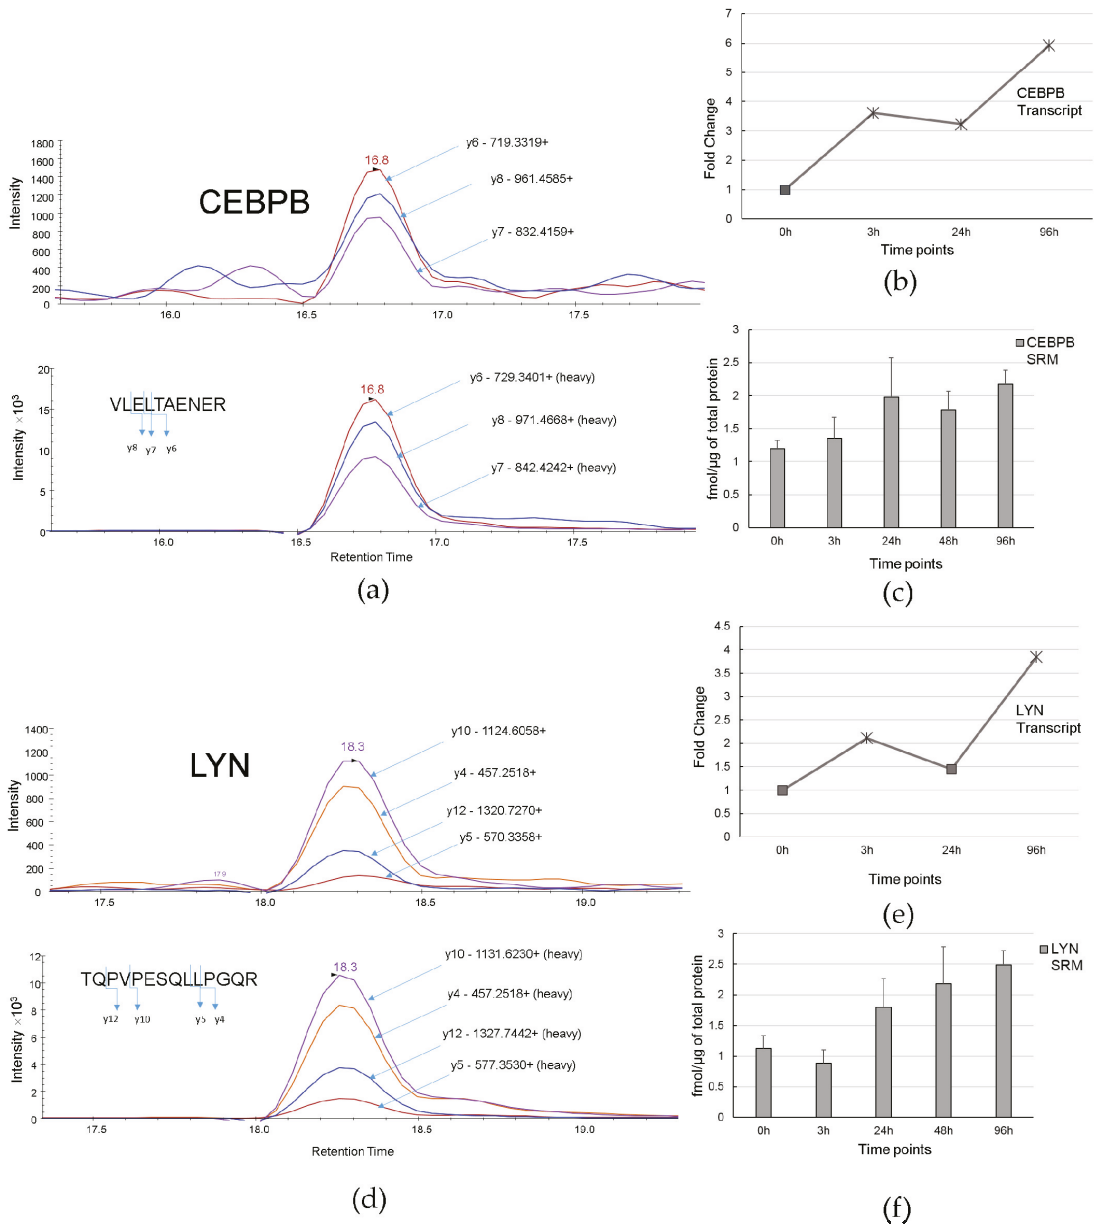 CEBPB
Intensity
1800
1600
1400
1200
1000
800
600
400
200
0
16.8
y6 - 719.3319+
y8 - 961.4585+
y7 - 832.4159+
16.0
16.5
17.0
17.5
Intensity ×10³
20
15
10
5
0
VLELTAENER
y8 y7 y6
16.8
y6 - 729.3401+ (heavy)
y8 - 971.4668+ (heavy)
y7 - 842.4242+ (heavy)
16.0
16.5
17.0
17.5
Retention Time
(a)
Fold Change
7
6
5
4
3
2
1
0
CEBPB
Transcript
0h
3h
24h
96h
Time points
(b)
fmol/µg of total protein
3
2.5
2
1.5
1
0.5
0
CEBPB
SRM
0h
3h
24h
48h
96h
Time points
(c)
LYN
Intensity
1400
1200
1000
800
600
400
200
0
17.9
18.3
y10 - 1124.6058+
y4 - 457.2518+
y12 - 1320.7270+
y5 - 570.3358+
17.5
18.0
18.5
19.0
Intensity ×10³
12
10
8
6
4
2
0
TQPVPESQLLPGQR
y12 y10 y5 y4
18.3
y10 - 1131.6230+ (heavy)
y4 - 457.2518+ (heavy)
y12 - 1327.7442+ (heavy)
y5 - 577.3530+ (heavy)
17.5
18.0
18.5
19.0
Retention Time
(d)
Fold Change
4.5
4
3.5
3
2.5
2
1.5
1
0.5
0
LYN
Transcript
0h
3h
24h
96h
Time points
(e)
fmol/µg of total protein
3
2.5
2
1.5
1
0.5
0
LYN
SRM
0h
3h
24h
48h
96h
Time points
(f)